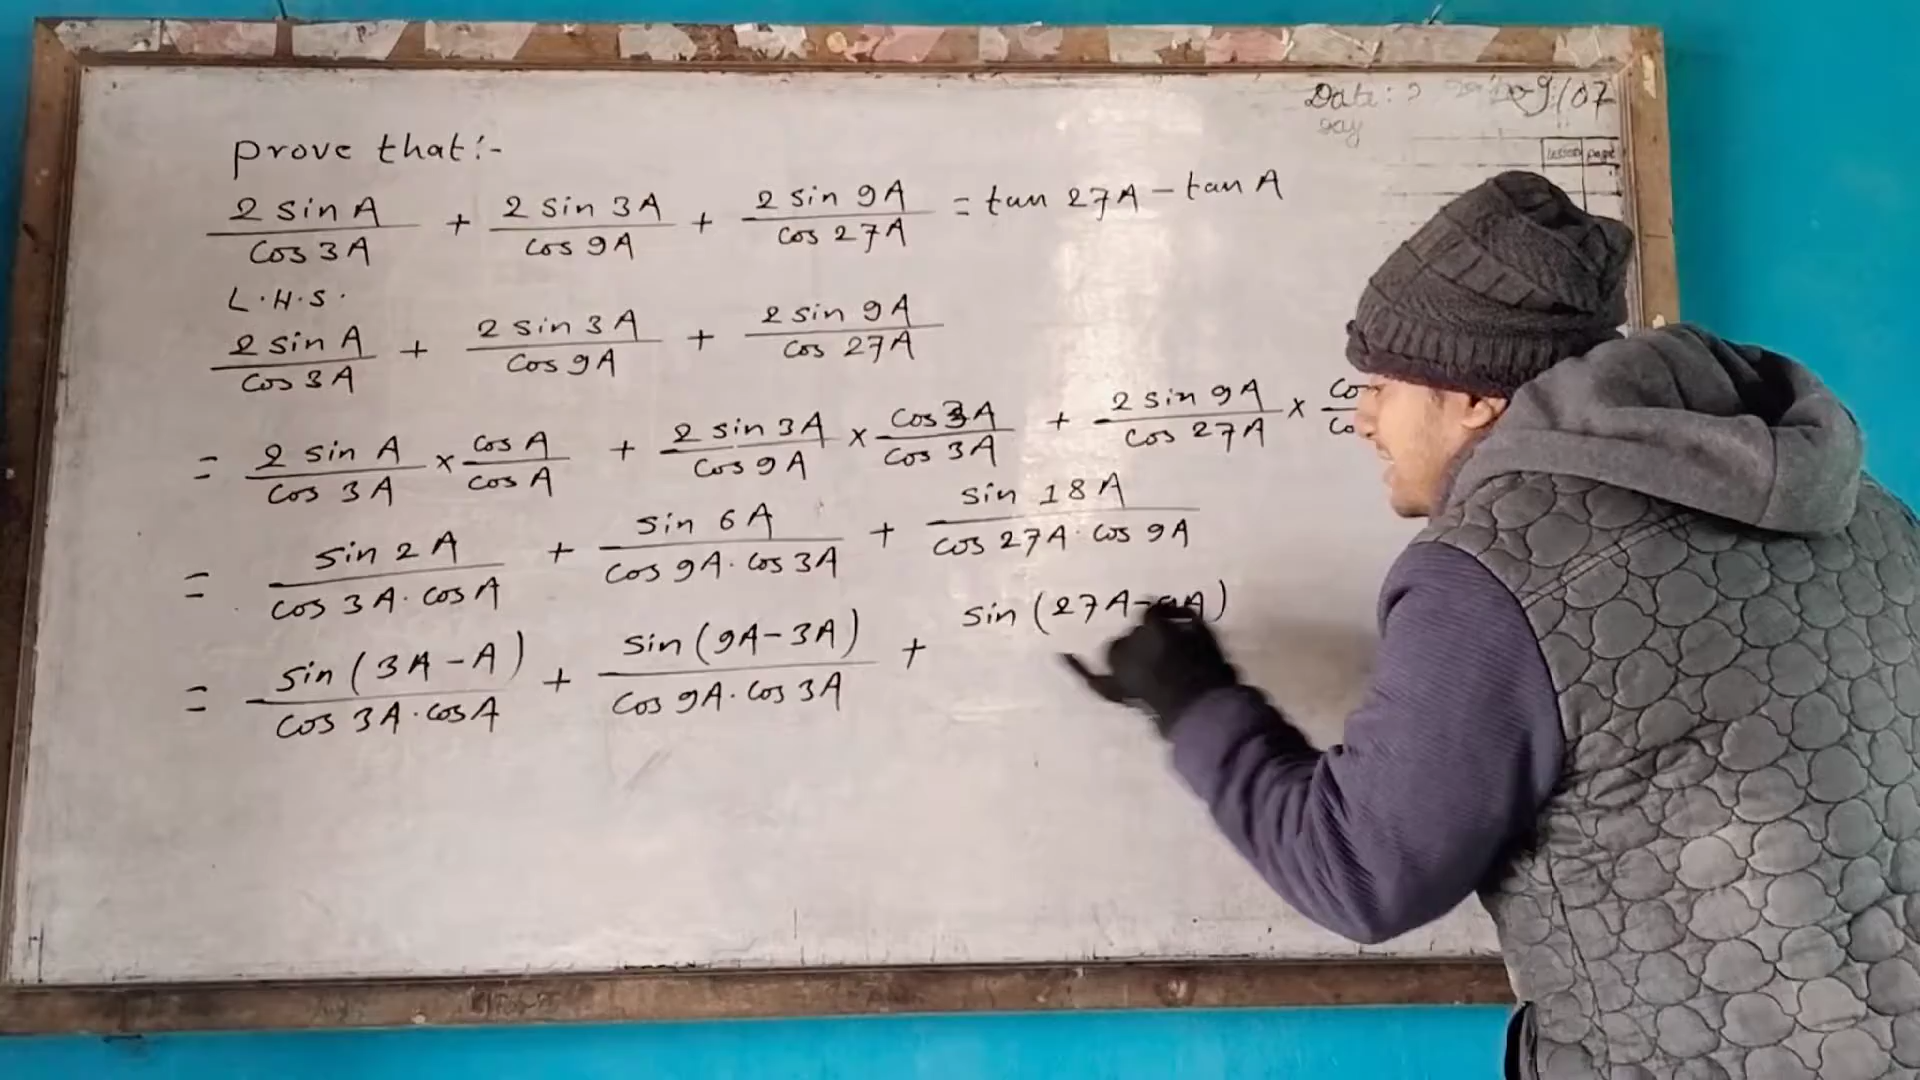 Date: 9/07
prove that:-
2 sin A / cos 3A + 2 sin 3A / cos 9A + 2 sin 9A / cos 27A = tan 27A - tan A
L.H.S.
2 sin A / cos 3A + 2 sin 3A / cos 9A + 2 sin 9A / cos 27A
= 2 sin A / cos 3A × cos A / cos A + 2 sin 3A / cos 9A × cos 3A / cos 3A + 2 sin 9A / cos 27A ×
= sin 2A / cos 3A · cos A + sin 6A / cos 9A · cos 3A + sin 18A / cos 27A · cos 9A
= sin (3A - A) / cos 3A · cos A + sin (9A - 3A) / cos 9A · cos 3A + sin (27A - 9A)